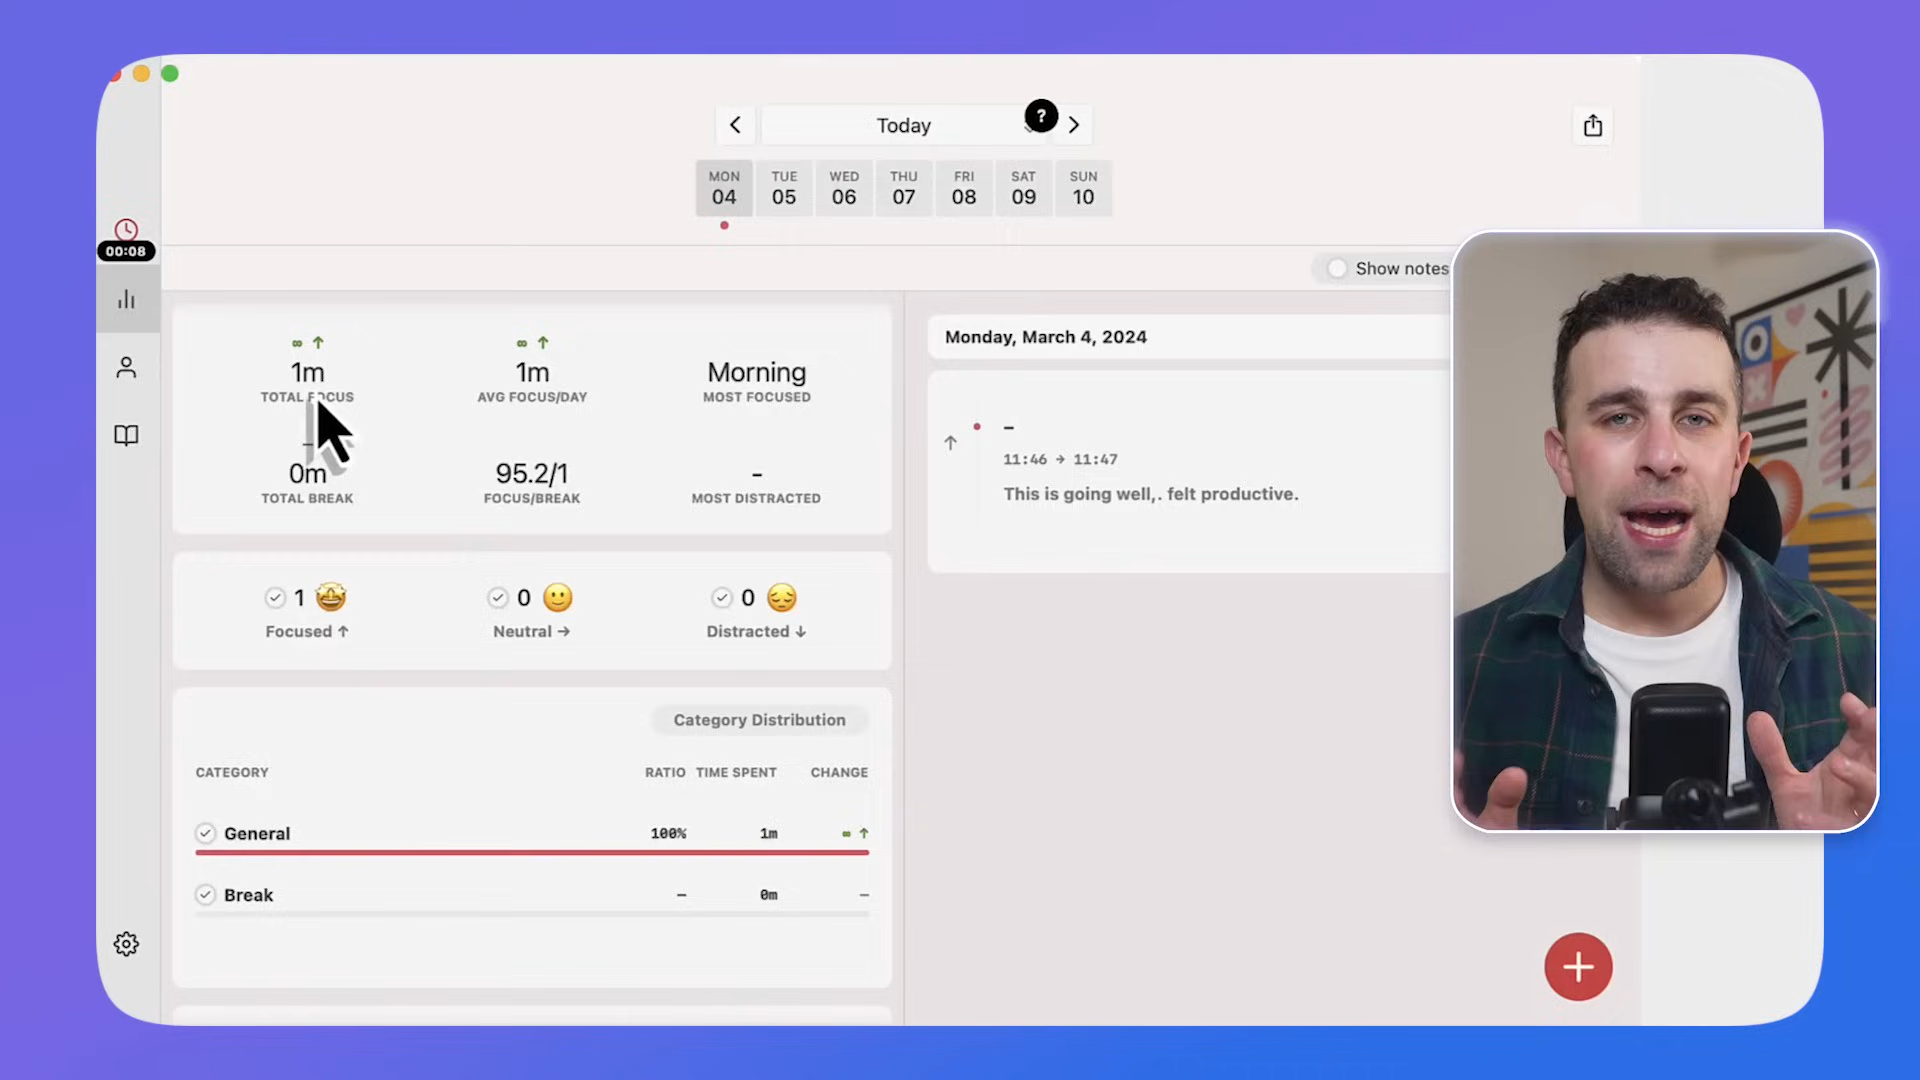 Today
?
MON TUE WED THU FRI SAT SUN
04 05 06 07 08 09 10
00:08
Show notes
∞ ↑ ∞ ↑
1m 1m Morning
TOTAL FOCUS AVG FOCUS/DAY MOST FOCUSED
–
0m 95.2/1 –
TOTAL BREAK FOCUS/BREAK MOST DISTRACTED
1 0 0
Focused ↑ Neutral → Distracted ↓
Category Distribution
CATEGORY RATIO TIME SPENT CHANGE
General 100% 1m ∞ ↑
Break – 0m –
Monday, March 4, 2024
–
11:46 → 11:47
This is going well,. felt productive.